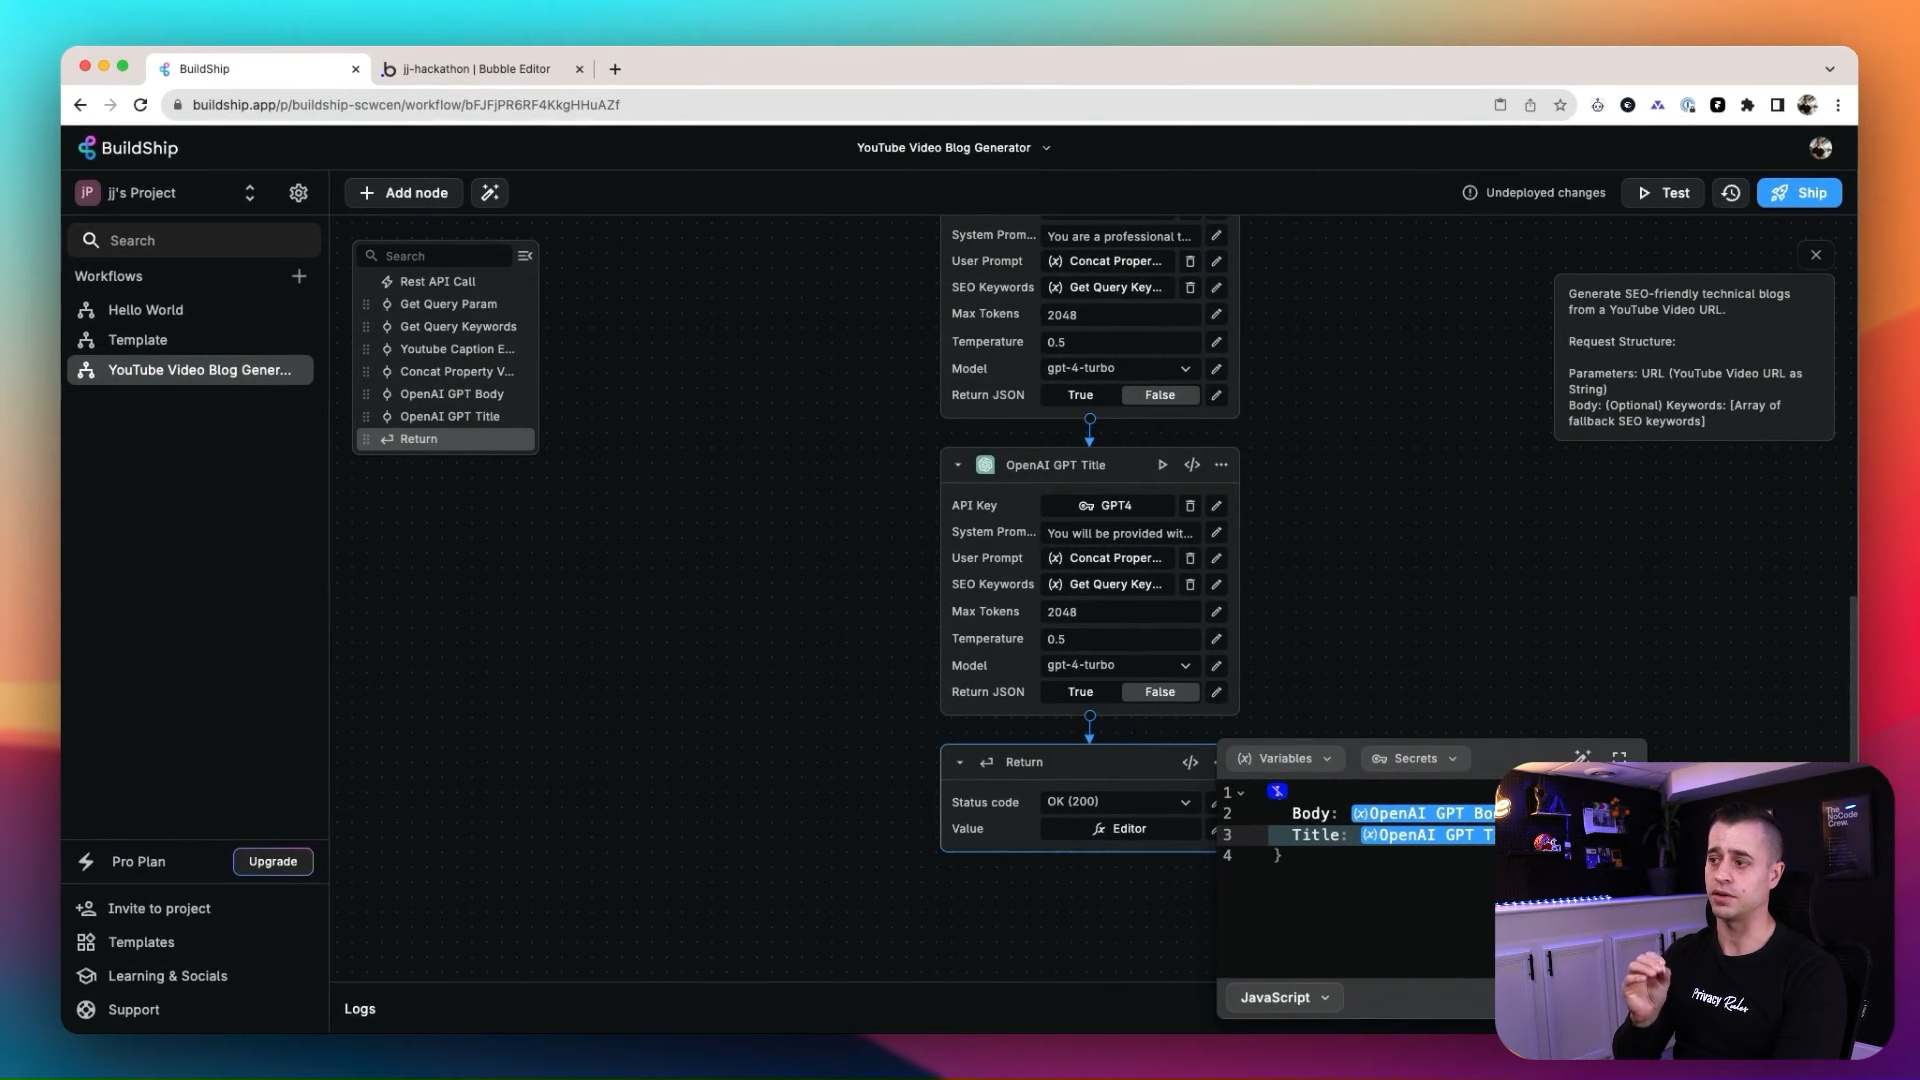 BuildShip
jj-hackathon | Bubble Editor
buildship.app/p/buildship-scwcen/workflow/bFJFjPR6RF4KkgHHuAZf
BuildShip
YouTube Video Blog Generator
jP
jj's Project
Add node
Undeployed changes
Test
Ship
Search
Workflows
Hello World
Template
YouTube Video Blog Gener...
Search
Rest API Call
Get Query Param
Get Query Keywords
Youtube Caption E...
Concat Property V...
OpenAI GPT Body
OpenAI GPT Title
Return
System Prom... You are a professional t...
User Prompt (x) Concat Proper...
SEO Keywords (x) Get Query Key...
Max Tokens 2048
Temperature 0.5
Model gpt-4-turbo
Return JSON True False
OpenAI GPT Title
API Key GPT4
System Prom... You will be provided wit...
User Prompt (x) Concat Proper...
SEO Keywords (x) Get Query Key...
Max Tokens 2048
Temperature 0.5
Model gpt-4-turbo
Return JSON True False
Return
Status code OK (200)
Value fx Editor
Generate SEO-friendly technical blogs
from a YouTube Video URL.
Request Structure:
Parameters: URL (YouTube Video URL as
String)
Body: (Optional) Keywords: [Array of
fallback SEO keywords]
(x) Variables
Secrets
1
2 Body: (x)OpenAI GPT Bo
3 Title: (x)OpenAI GPT T
4 }
JavaScript
Pro Plan
Upgrade
Invite to project
Templates
Learning & Socials
Support
Logs
The
NoCode
Crew.
Privacy Rules